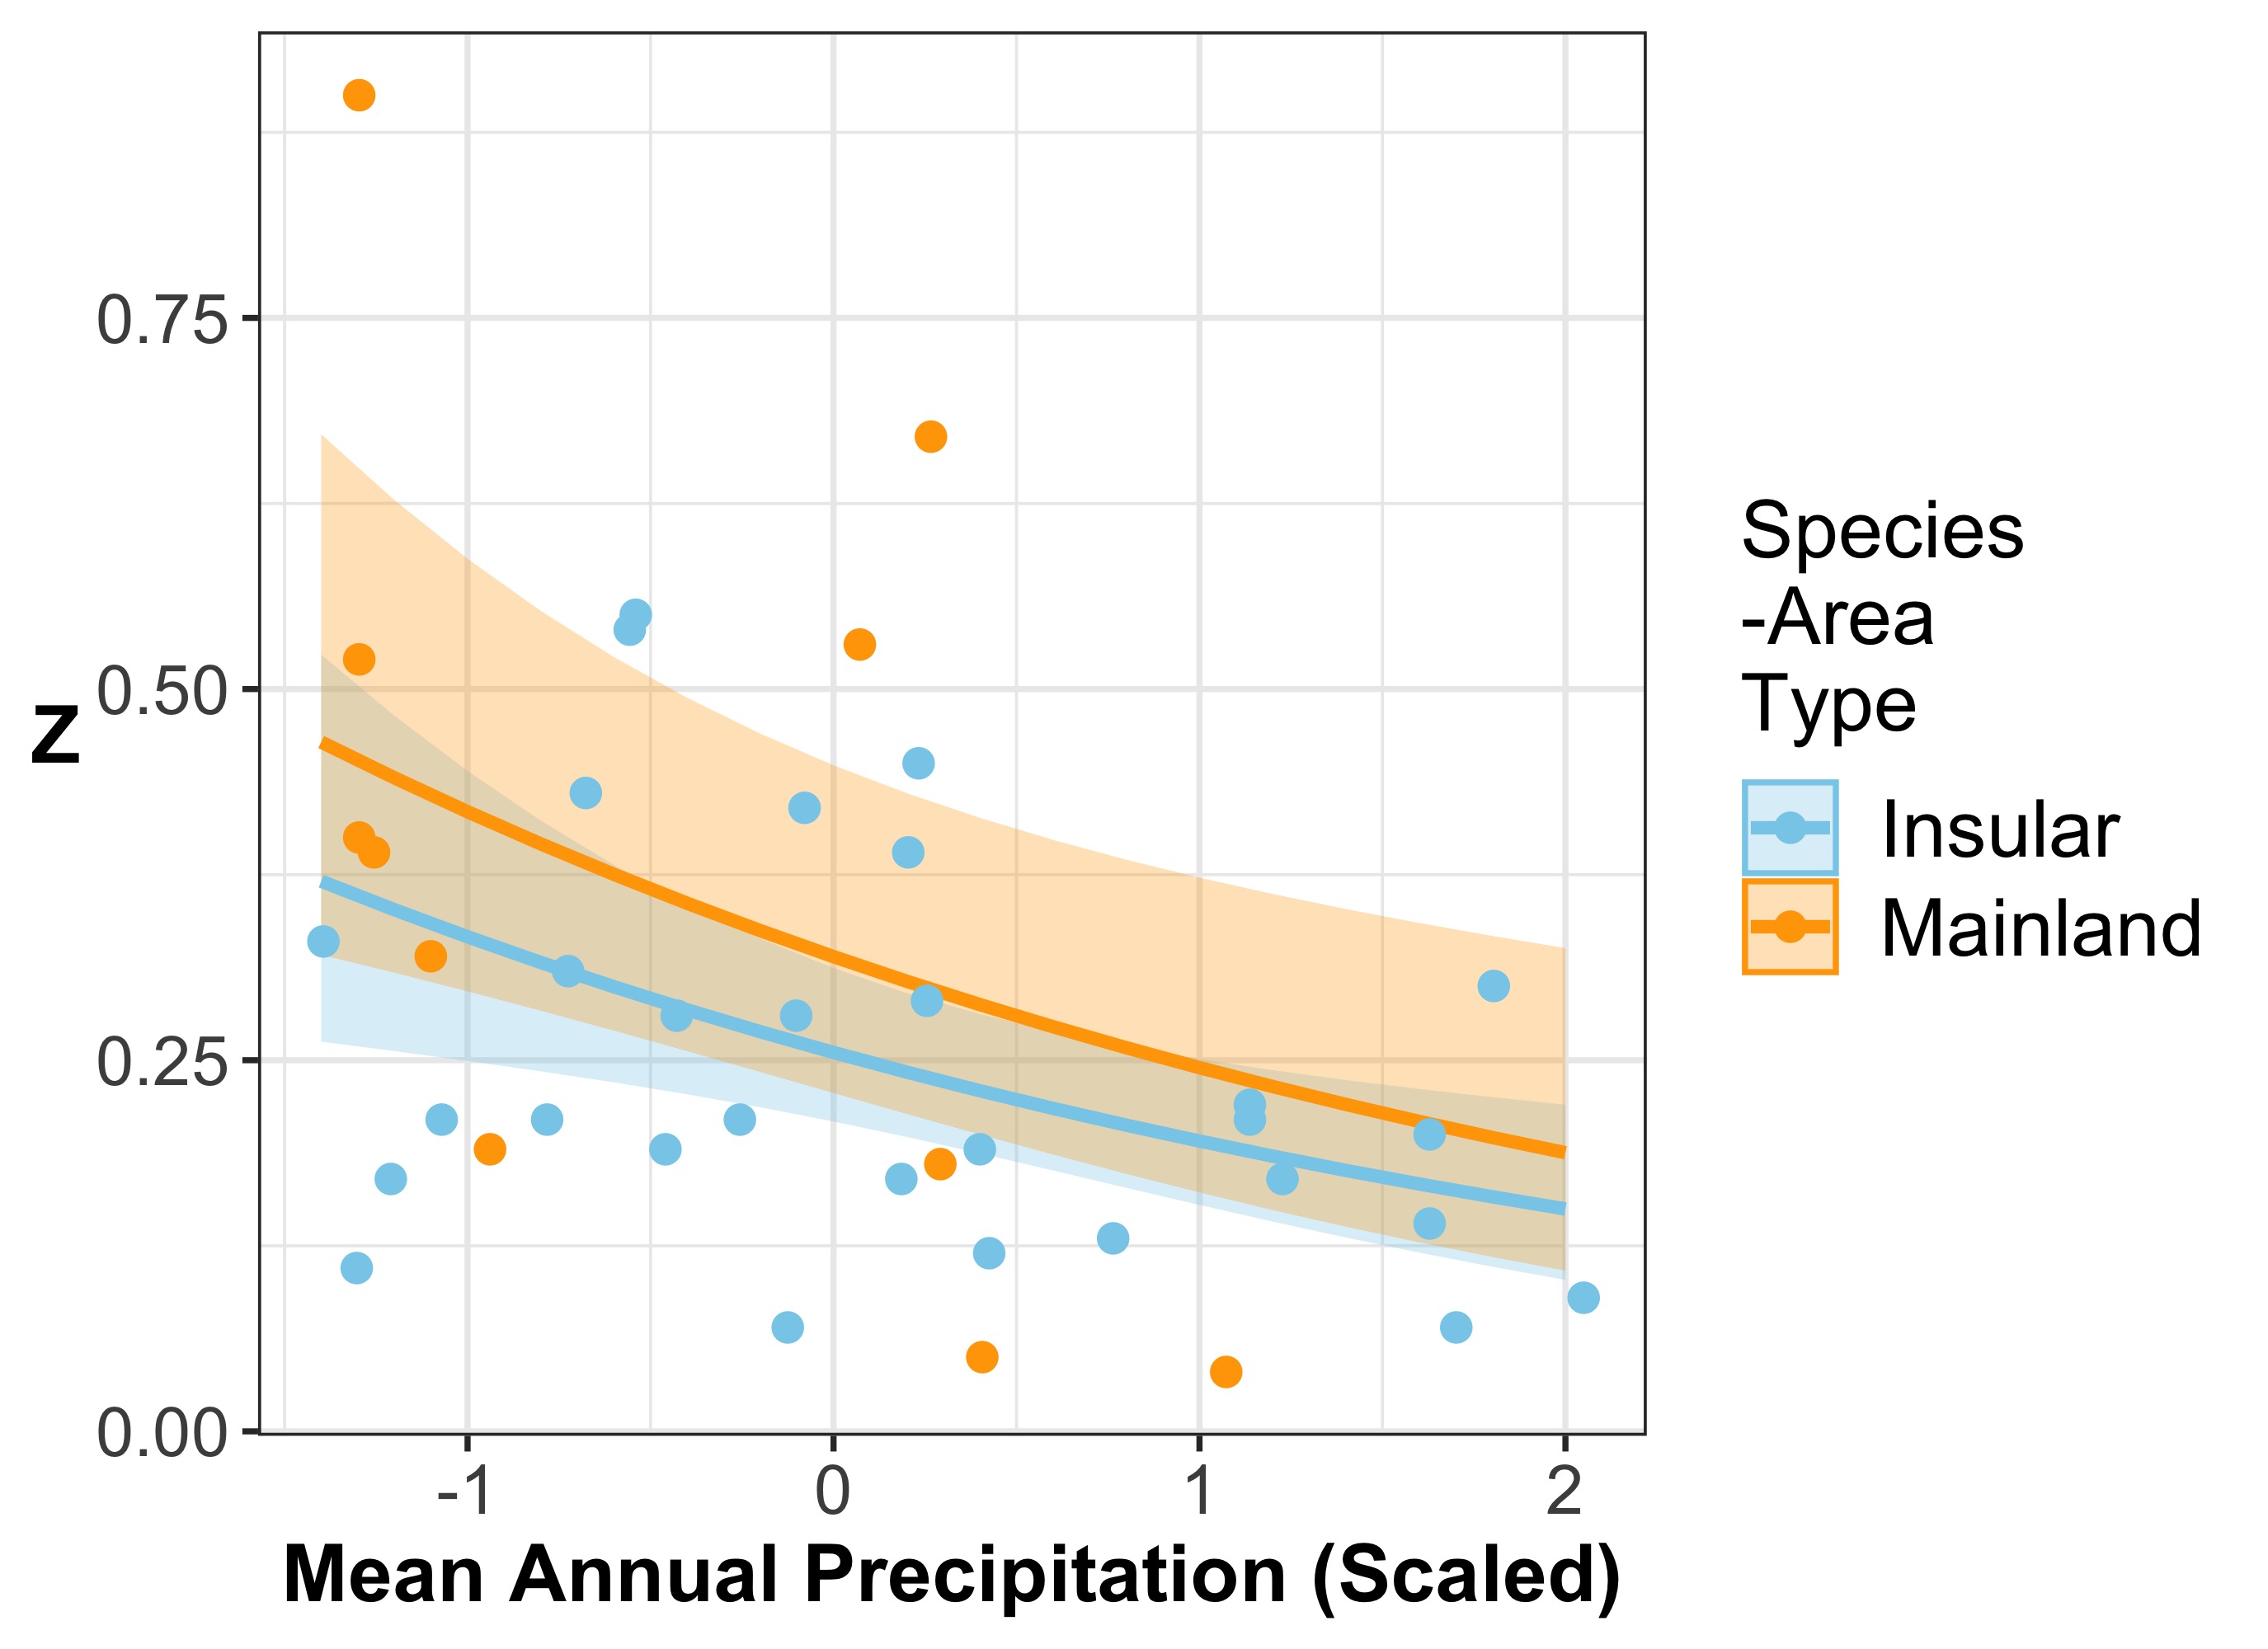 z
0.75
0.50
0.25
0.00
-1 0 1 2
Mean Annual Precipitation (Scaled)
Species
-Area
Type
Insular
Mainland